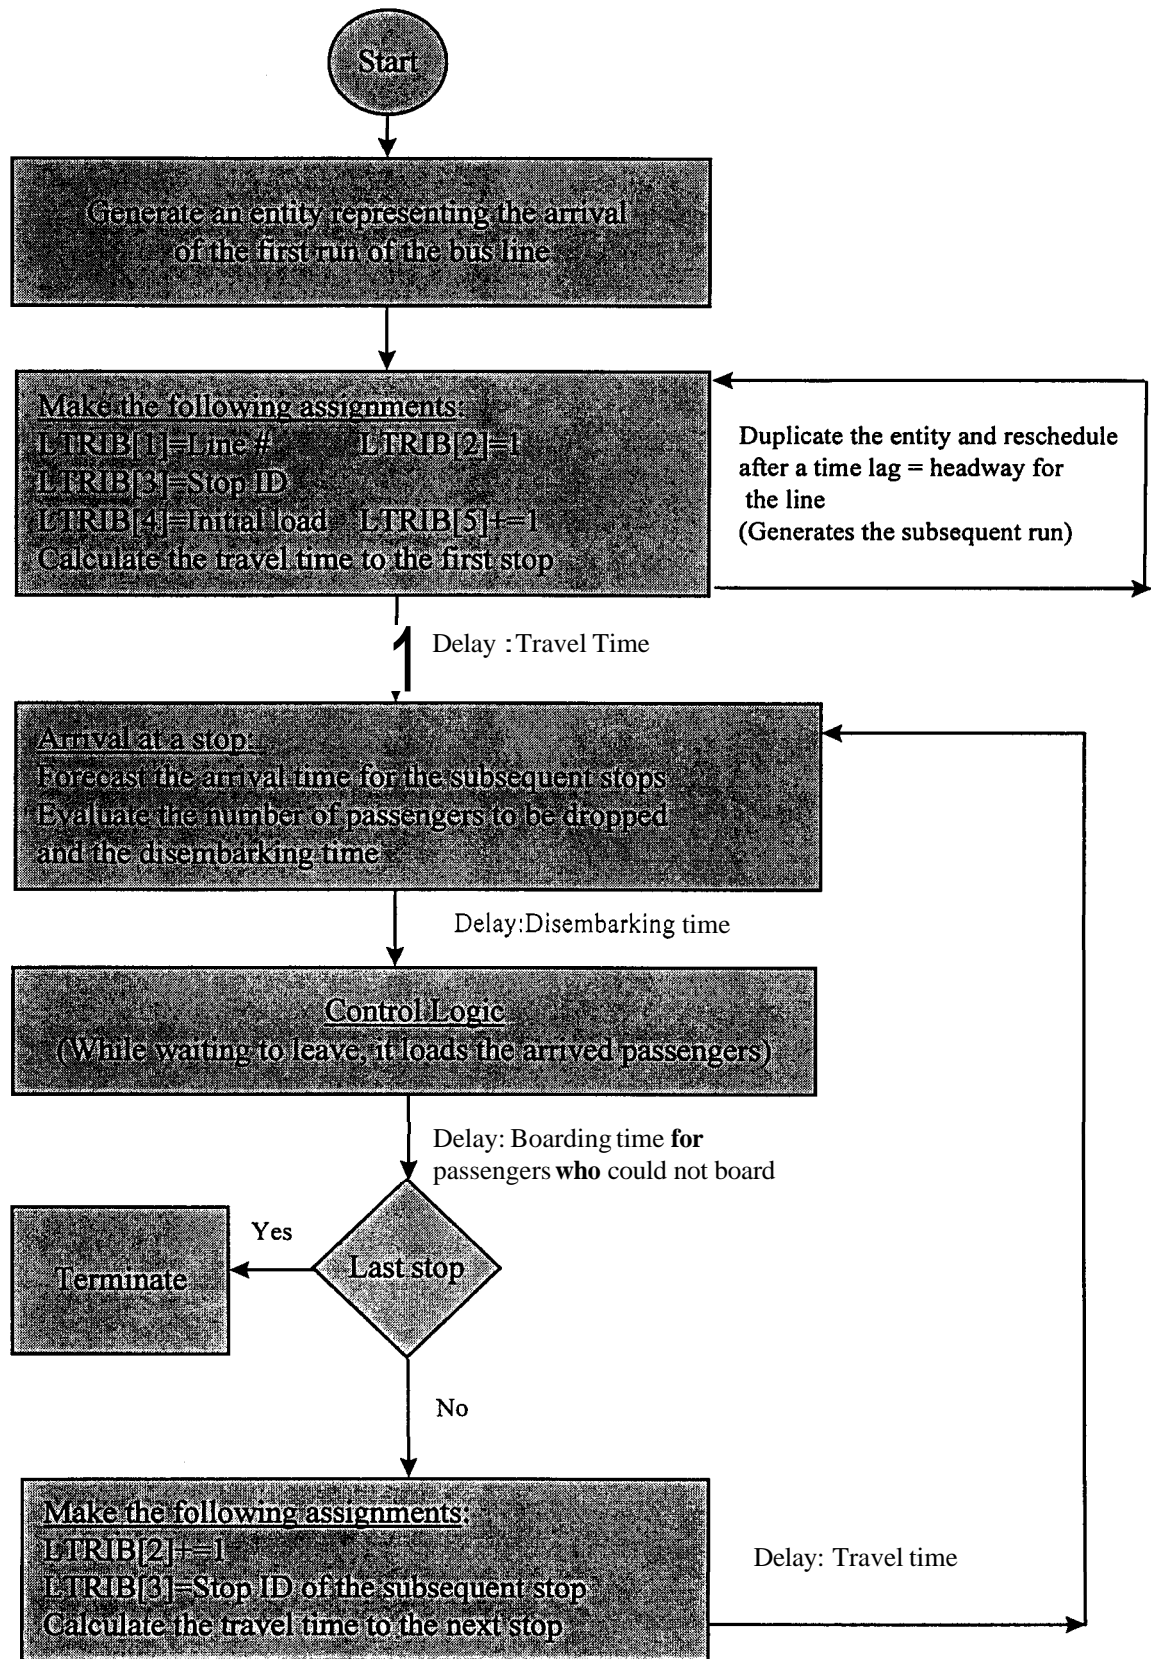 Start
Generate an entity representing the arrival
of the first run of the bus line
Make the following assignments:
LTRIB[1]=Line # LTRIB[2]=1
LTRIB[3]=Stop ID
LTRIB[4]=Initial load LTRIB[5]+=1
Calculate the travel time to the first stop
Duplicate the entity and reschedule
after a time lag = headway for
the line
(Generates the subsequent run)
Delay : Travel Time
Arrival at a stop:
Forecast the arrival time for the subsequent stops
Evaluate the number of passengers to be dropped
and the disembarking time
Delay:Disembarking time
Control Logic
(While waiting to leave, it loads the arrived passengers)
Delay: Boarding time for
passengers who could not board
Yes
Last stop
Terminate
No
Make the following assignments:
LTRIB[2]+=1
LTRIB[3]=Stop ID of the subsequent stop
Calculate the travel time to the next stop
Delay: Travel time